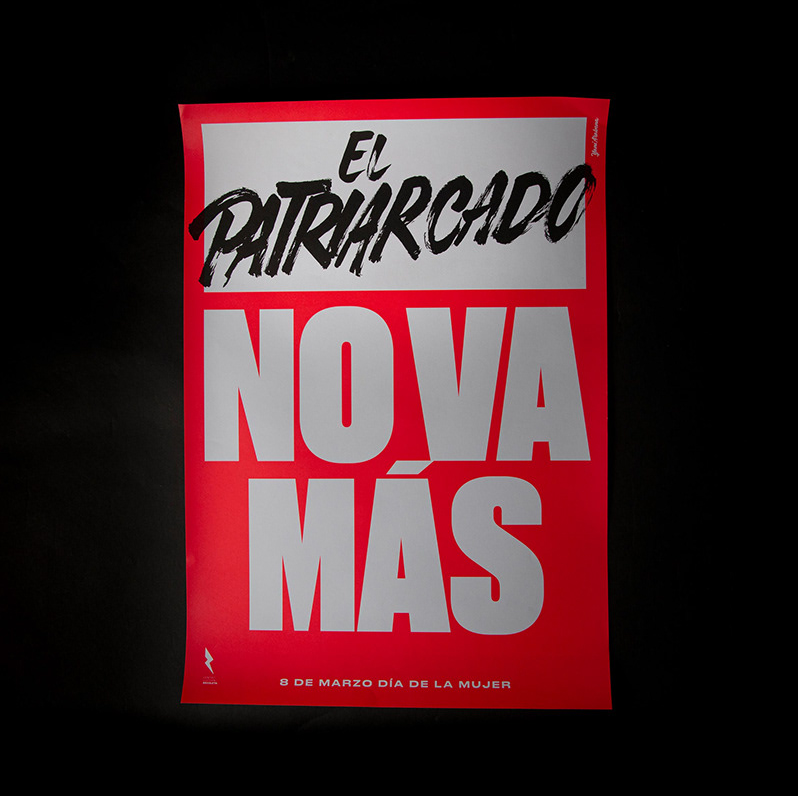 EL
PATRIARCADO
NO VA
MÁS
8 DE MARZO DÍA DE LA MUJER